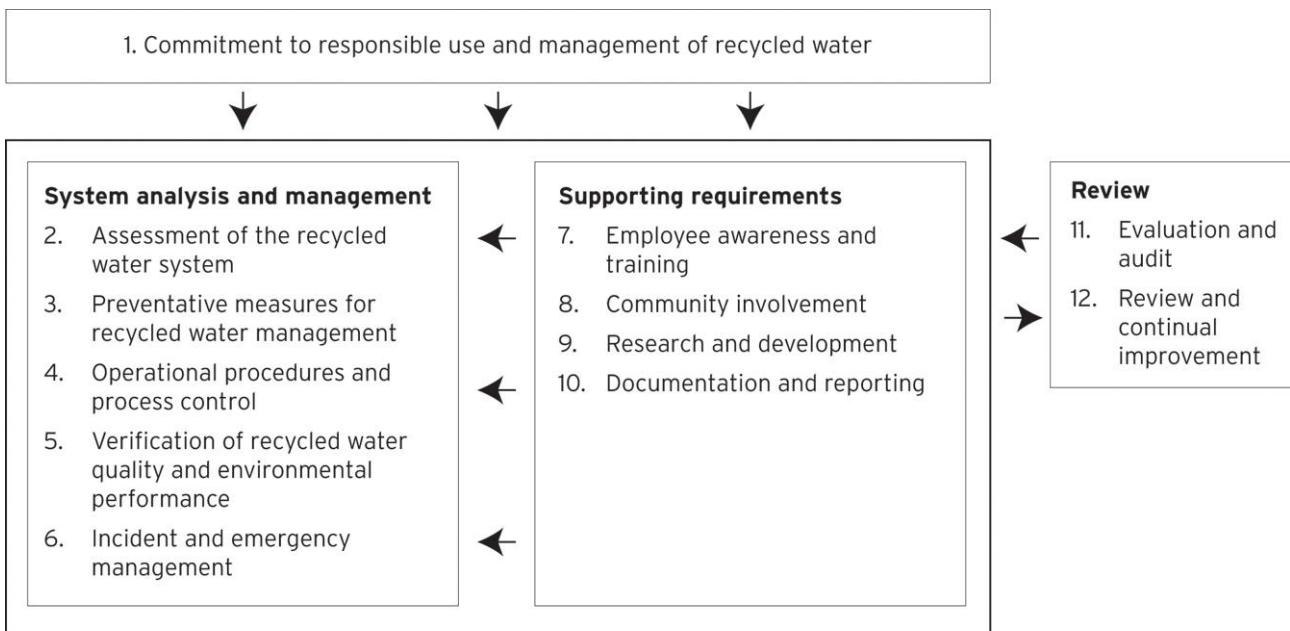 1. Commitment to responsible use and management of recycled water
System analysis and management
2. Assessment of the recycled
water system
3. Preventative measures for
recycled water management
4. Operational procedures and
process control
5. Verification of recycled water
quality and environmental
performance
6. Incident and emergency
management
Supporting requirements
7. Employee awareness and
training
8. Community involvement
9. Research and development
10. Documentation and reporting
Review
11. Evaluation and
audit
12. Review and
continual
improvement